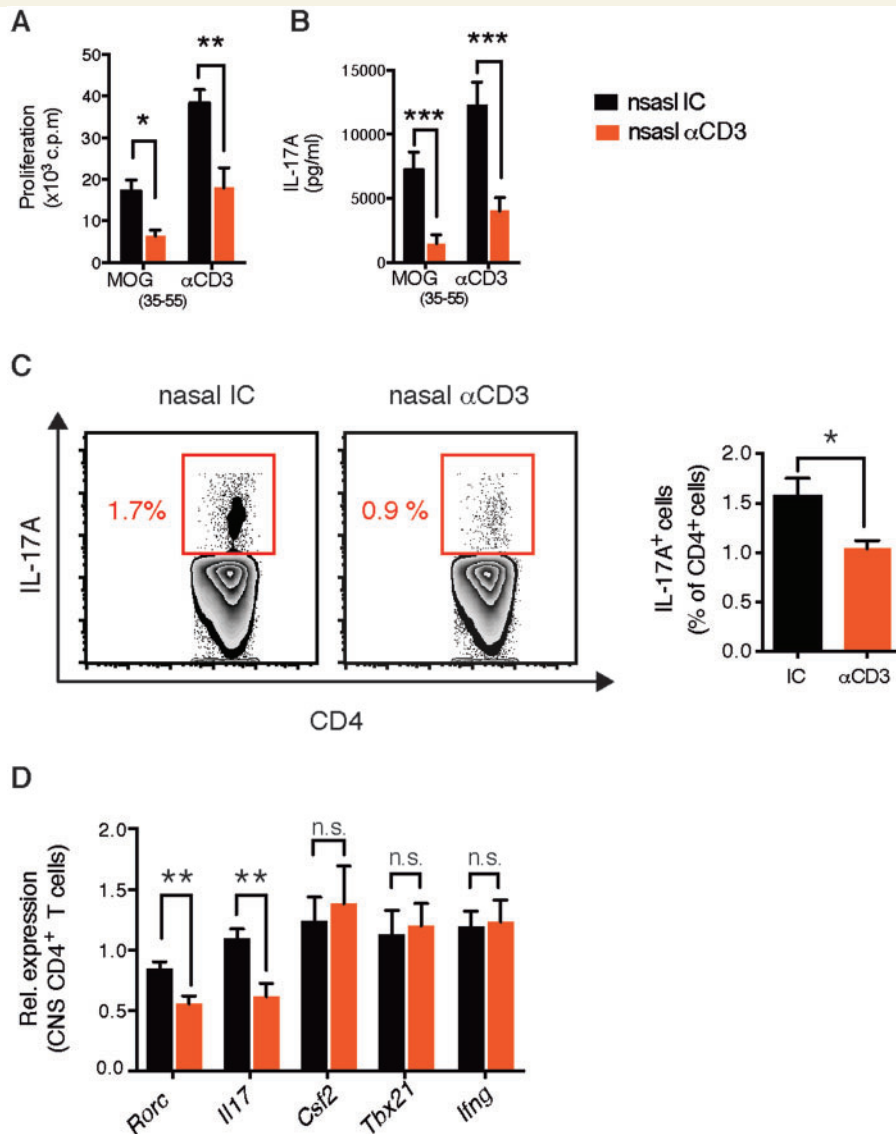 A
Proliferation
(x10³ c.p.m)
50
40
30
20
10
0
*
**
MOG
αCD3
(35-55)
B
IL-17A
(pg/ml)
15000
10000
5000
0
***
***
MOG
αCD3
(35-55)
nsasl IC
nsasl αCD3
C
nasal IC
nasal αCD3
1.7%
0.9 %
IL-17A
CD4
IL-17A⁺ cells
(% of CD4⁺ cells)
2.0
1.5
1.0
0.5
0.0
*
IC
αCD3
D
Rel. expression
(CNS CD4⁺ T cells)
2.0
1.5
1.0
0.5
0.0
**
**
n.s.
n.s.
n.s.
Rorc
Il17
Csf2
Tbx21
Ifng